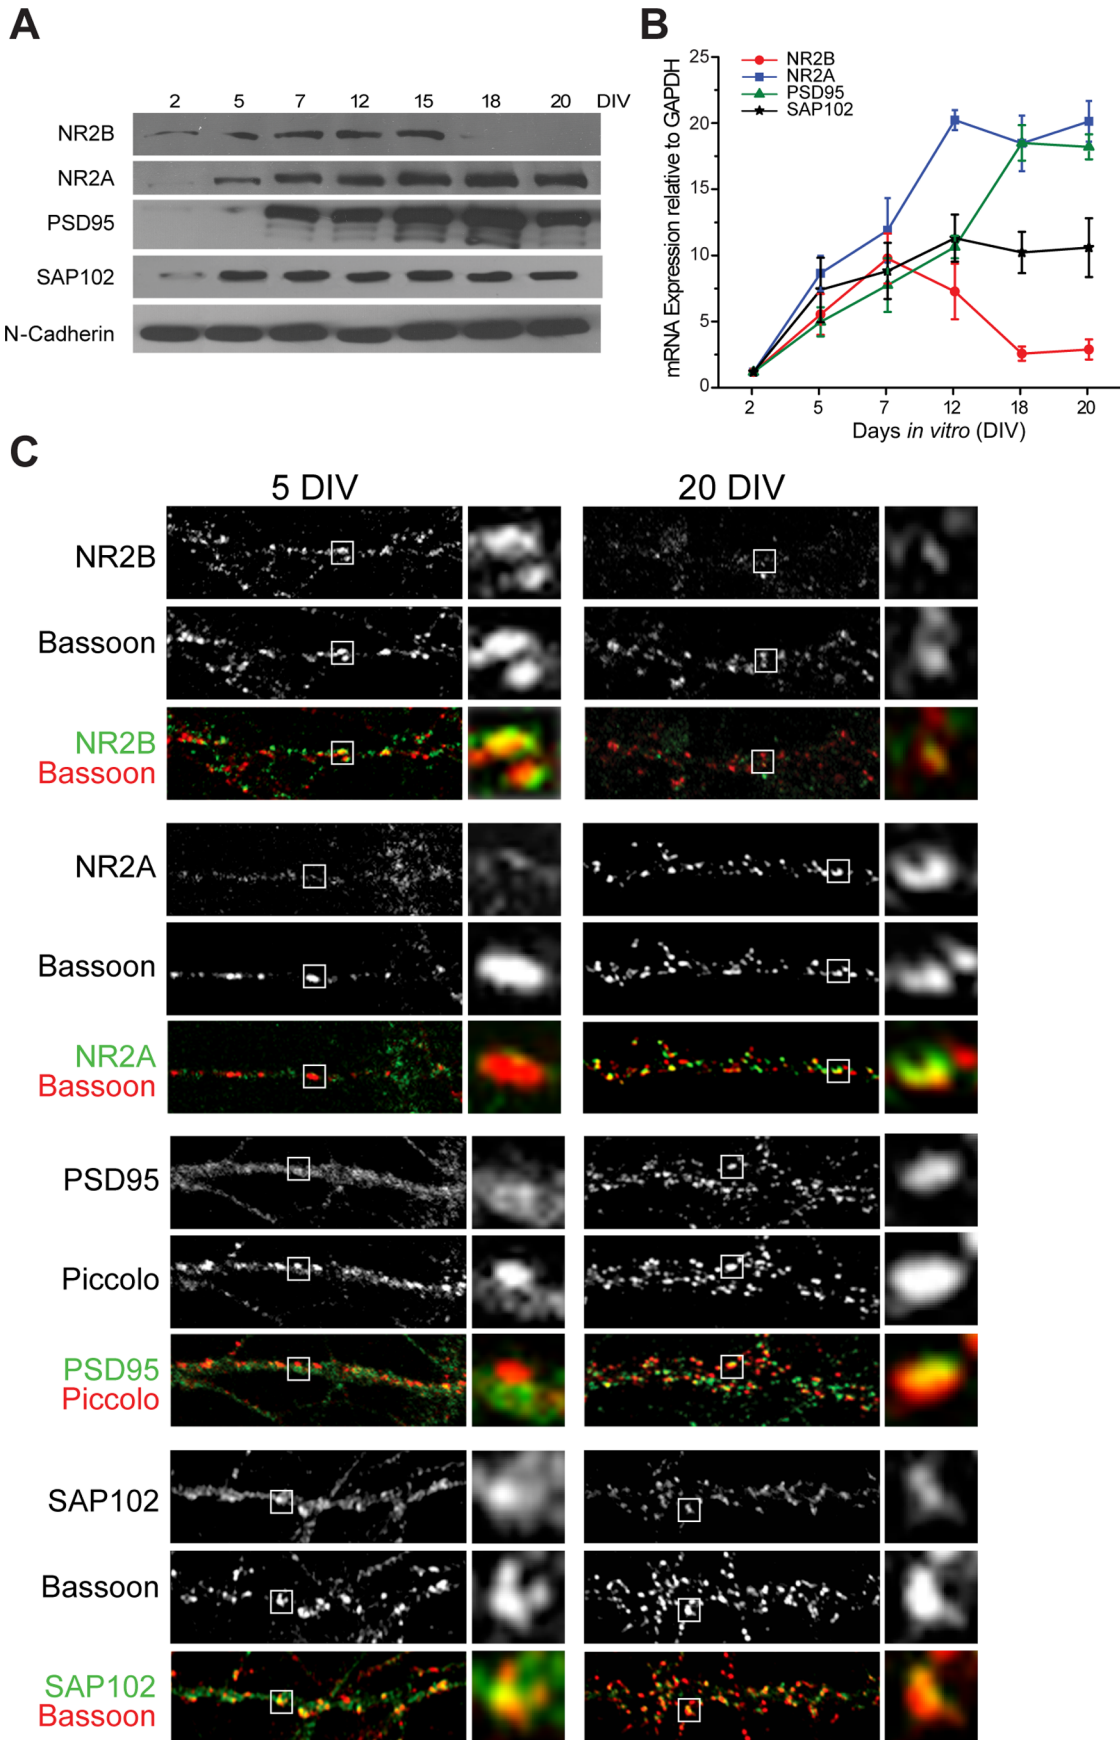 A
2 5 7 12 15 18 20 DIV
NR2B
NR2A
PSD95
SAP102
N-Cadherin
B
mRNA Expression relative to GAPDH
25
20
15
10
5
0
NR2B
NR2A
PSD95
SAP102
2 5 7 12 18 20
Days in vitro (DIV)
C
5 DIV 20 DIV
NR2B
Bassoon
NR2B
Bassoon
NR2A
Bassoon
NR2A
Bassoon
PSD95
Piccolo
PSD95
Piccolo
SAP102
Bassoon
SAP102
Bassoon